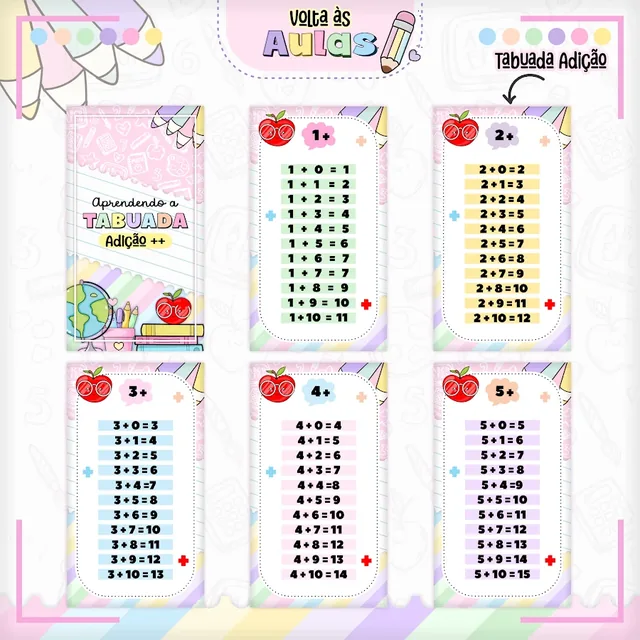 Volta às
Aulas
Tabuada Adição
Aprendendo a
TABUADA
Adição ++
1+
1 + 0 = 1
1 + 1 = 2
1 + 2 = 3
1 + 3 = 4
1 + 4 = 5
1 + 5 = 6
1 + 6 = 7
1 + 7 = 7
1 + 8 = 9
1 + 9 = 10
1 + 10 = 11
2+
2 + 0 = 2
2 + 1 = 3
2 + 2 = 4
2 + 3 = 5
2 + 4 = 6
2 + 5 = 7
2 + 6 = 8
2 + 7 = 9
2 + 8 = 10
2 + 9 = 11
2 + 10 = 12
3+
3 + 0 = 3
3 + 1 = 4
3 + 2 = 5
3 + 3 = 6
3 + 4 = 7
3 + 5 = 8
3 + 6 = 9
3 + 7 = 10
3 + 8 = 11
3 + 9 = 12
3 + 10 = 13
4+
4 + 0 = 4
4 + 1 = 5
4 + 2 = 6
4 + 3 = 7
4 + 4 = 8
4 + 5 = 9
4 + 6 = 10
4 + 7 = 11
4 + 8 = 12
4 + 9 = 13
4 + 10 = 14
5+
5 + 0 = 5
5 + 1 = 6
5 + 2 = 7
5 + 3 = 8
5 + 4 = 9
5 + 5 = 10
5 + 6 = 11
5 + 7 = 12
5 + 8 = 13
5 + 9 = 14
5 + 10 = 15